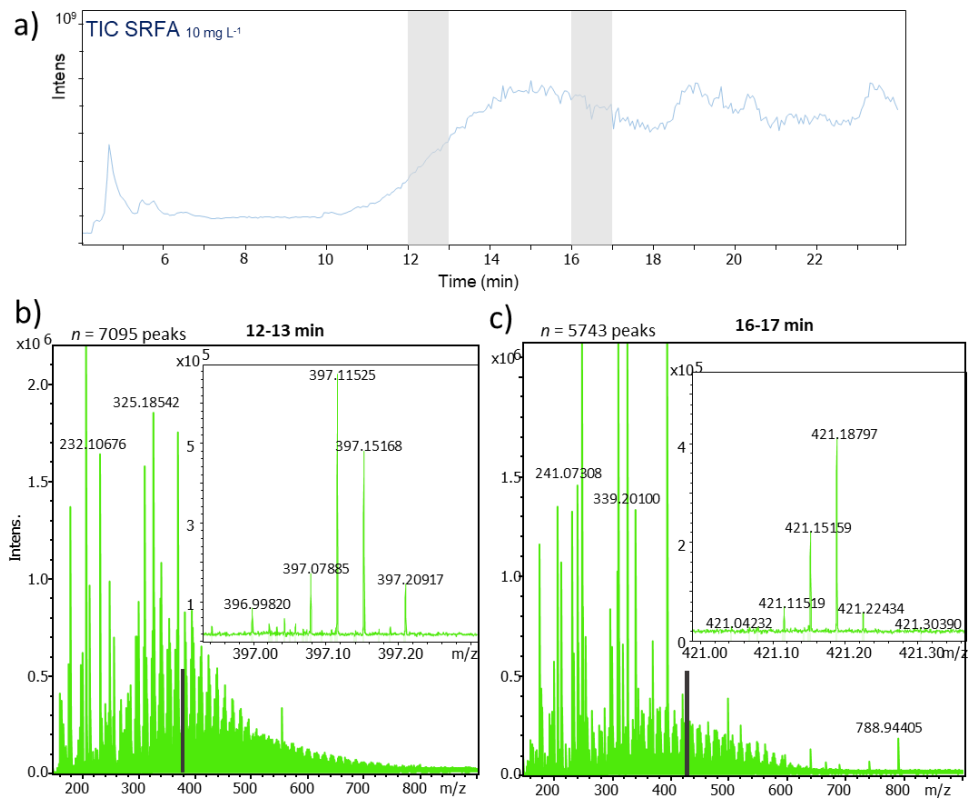 a)
10⁹
TIC SRFA 10 mg L⁻¹
Intens
6 8 10 12 14 16 18 20 22
Time (min)
b)
n = 7095 peaks
12-13 min
x10 6
2.0
1.5
1.0
0.5
0.0
Intens.
232.10676
325.18542
200 300 400 500 600 700 800 m/z
x10 5
5
3
1
397.11525
397.15168
397.07885
397.20917
396.99820
397.00 397.10 397.20 m/z
c)
n = 5743 peaks
16-17 min
x10 6
1.5
1.0
0.5
0.0
241.07308
339.20100
788.94405
200 300 400 500 600 700 800 m/z
x10 5
4
2
0
421.18797
421.15159
421.11519
421.22434
421.04232
421.30390
421.00 421.10 421.20 421.30 m/z